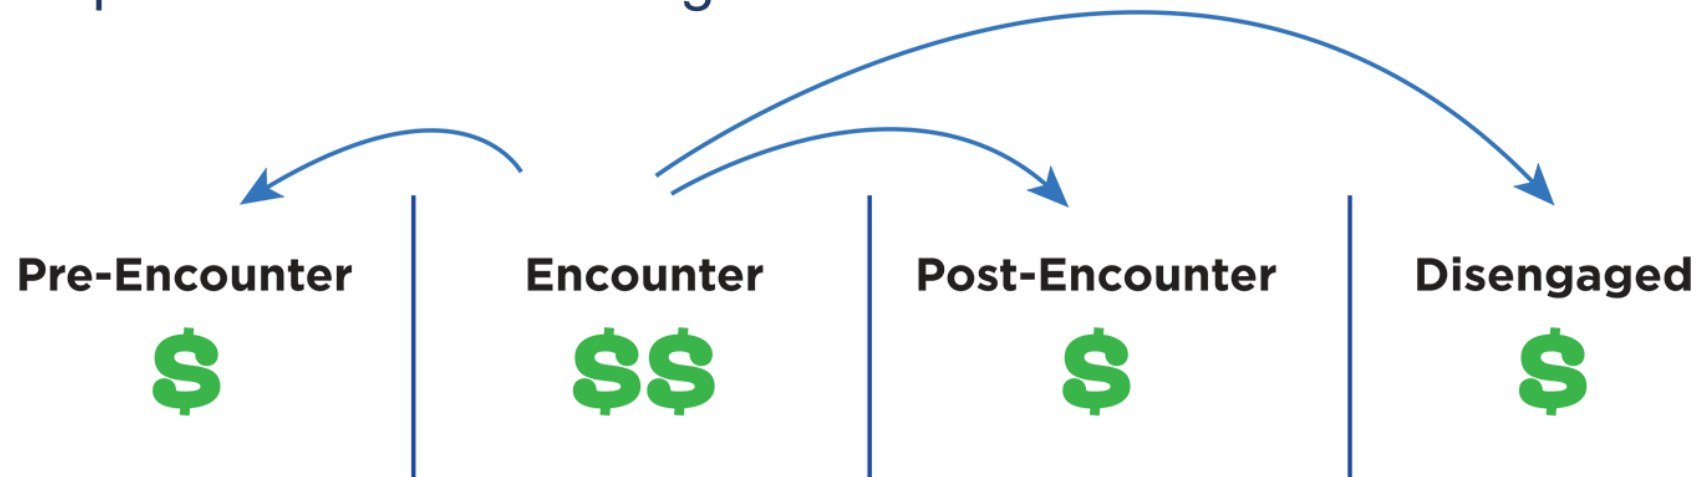 Pre-Encounter Encounter Post-Encounter Disengaged
$ $$ $ $